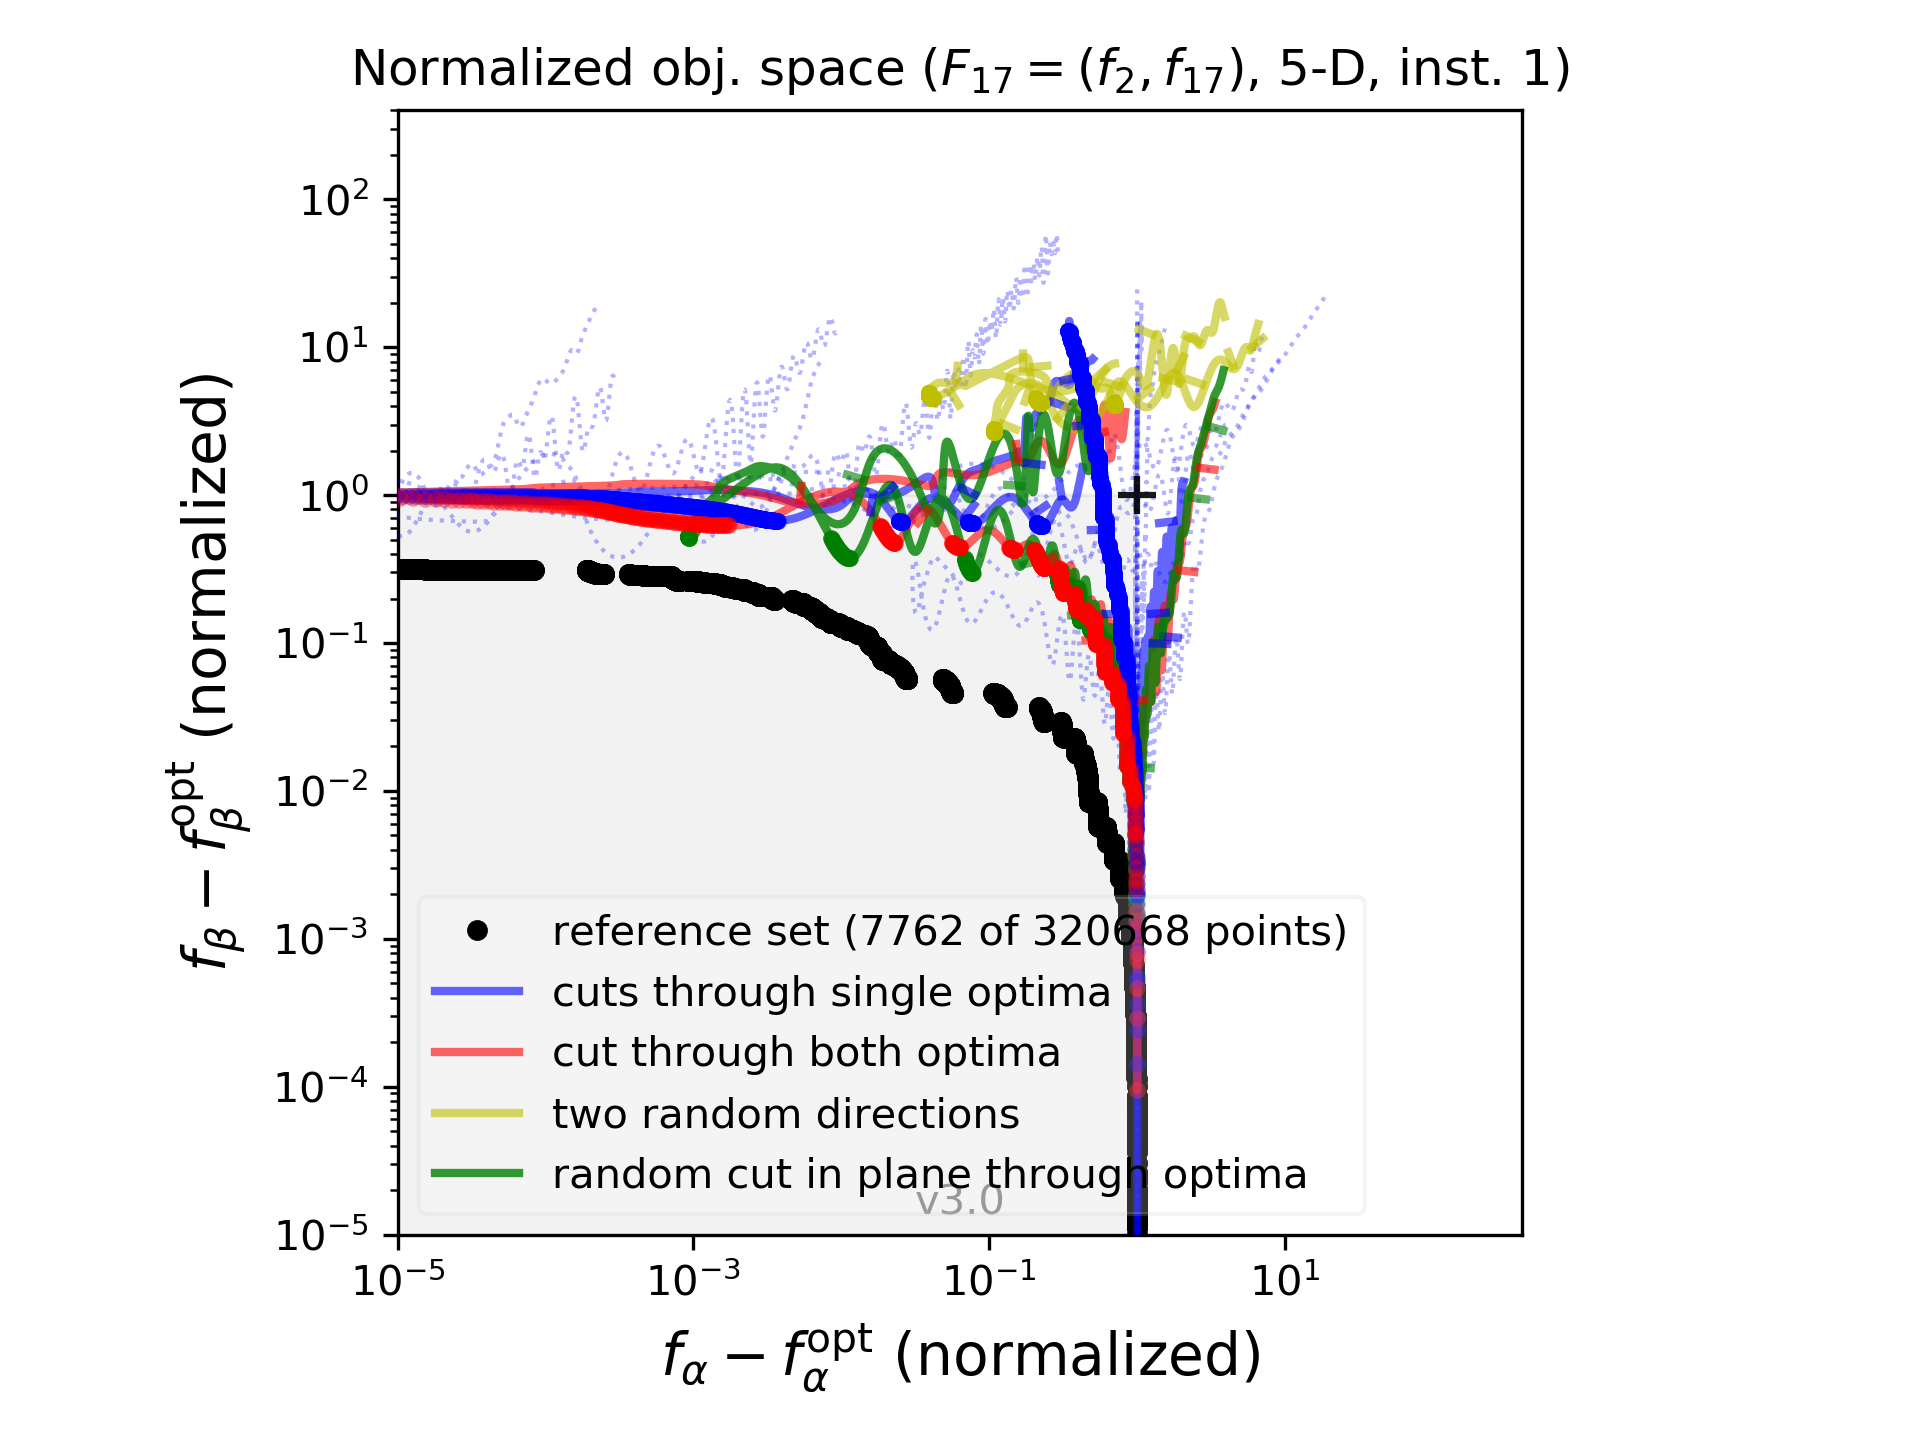 Normalized obj. space (F₁₇ = (f₂, f₁₇), 5-D, inst. 1)
f_β − f_β^opt (normalized)
10²
10¹
10⁰
10⁻¹
10⁻²
10⁻³
10⁻⁴
10⁻⁵
reference set (7762 of 320668 points)
cuts through single optima
cut through both optima
two random directions
random cut in plane through optima
v3.0
10⁻⁵ 10⁻³ 10⁻¹ 10¹
f_α − f_α^opt (normalized)